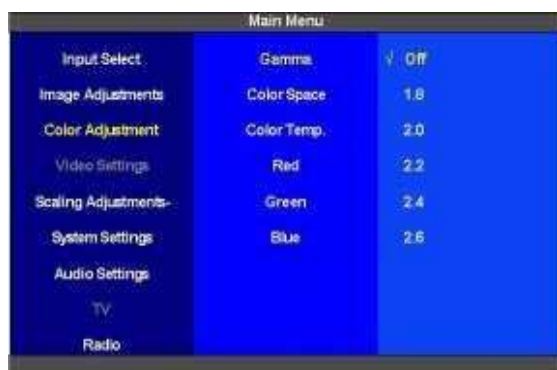 Main Menu
Input Select
Image Adjustments
Color Adjustment
Video Settings
Scaling Adjustments-
System Settings
Audio Settings
TV
Radio
Gamma
Color Space
Color Temp.
Red
Green
Blue
√ Off
1.8
2.0
2.2
2.4
2.6